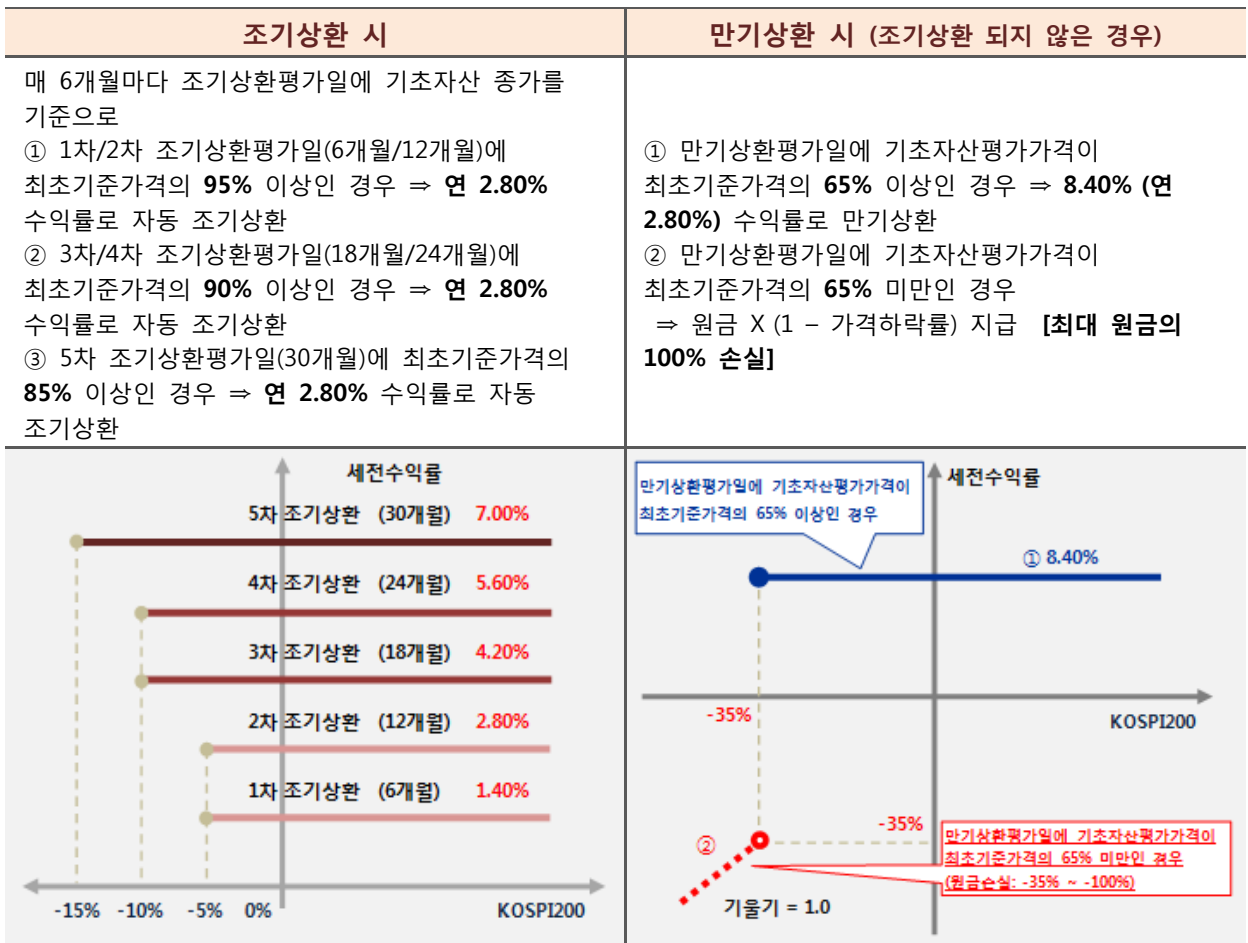 조기상환 시
매 6개월마다 조기상환평가일에 기초자산 종가를
기준으로
① 1차/2차 조기상환평가일(6개월/12개월)에
최초기준가격의 95% 이상인 경우 ⇒ 연 2.80%
수익률로 자동 조기상환
② 3차/4차 조기상환평가일(18개월/24개월)에
최초기준가격의 90% 이상인 경우 ⇒ 연 2.80%
수익률로 자동 조기상환
③ 5차 조기상환평가일(30개월)에 최초기준가격의
85% 이상인 경우 ⇒ 연 2.80% 수익률로 자동
조기상환
만기상환 시 (조기상환 되지 않은 경우)
① 만기상환평가일에 기초자산평가가격이
최초기준가격의 65% 이상인 경우 ⇒ 8.40% (연
2.80%) 수익률로 만기상환
② 만기상환평가일에 기초자산평가가격이
최초기준가격의 65% 미만인 경우
⇒ 원금 X (1 – 가격하락률) 지급 [최대 원금의
100% 손실]
세전수익률
5차 조기상환 (30개월) 7.00%
4차 조기상환 (24개월) 5.60%
3차 조기상환 (18개월) 4.20%
2차 조기상환 (12개월) 2.80%
1차 조기상환 (6개월) 1.40%
-15% -10% -5% 0% KOSPI200
만기상환평가일에 기초자산평가가격이
최초기준가격의 65% 이상인 경우
세전수익률
① 8.40%
-35%
KOSPI200
-35%
②
만기상환평가일에 기초자산평가가격이
최초기준가격의 65% 미만인 경우
(원금손실: -35% ~ -100%)
기울기 = 1.0